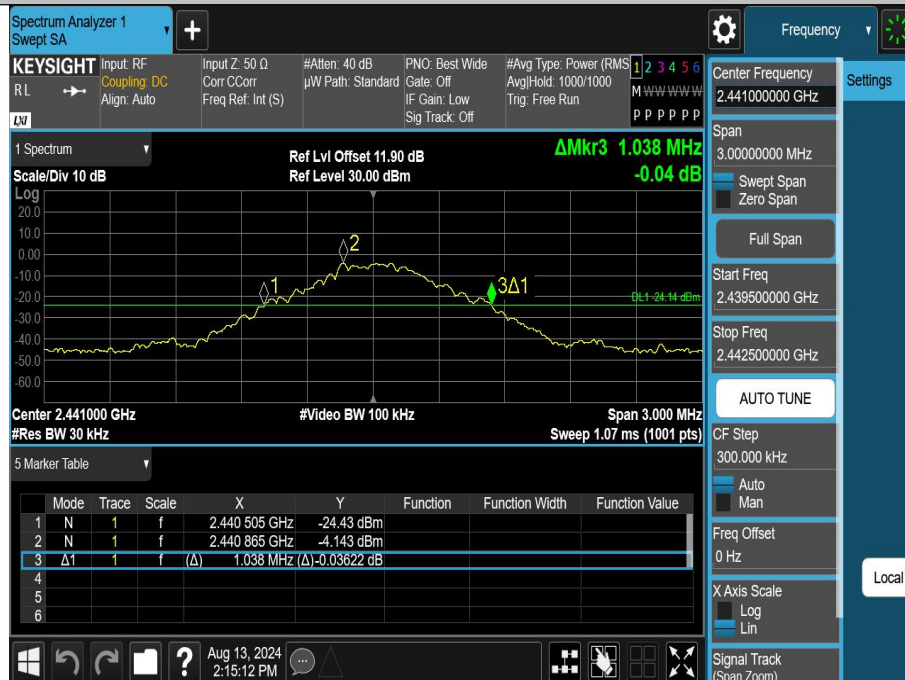 Spectrum Analyzer 1
Swept SA
+
Frequency
KEYSIGHT
RL
LXI
Input: RF
Coupling: DC
Align: Auto
Input Z: 50 Ω
Corr CCorr
Freq Ref: Int (S)
#Atten: 40 dB
µW Path: Standard
PNO: Best Wide
Gate: Off
IF Gain: Low
Sig Track: Off
#Avg Type: Power (RMS
Avg|Hold: 1000/1000
Trig: Free Run
1 2 3 4 5 6
M W W W W W
P P P P P P
1 Spectrum
Scale/Div 10 dB
Ref Lvl Offset 11.90 dB
Ref Level 30.00 dBm
ΔMkr3 1.038 MHz
-0.04 dB
Log
20.0
10.0
0.00
-10.0
-20.0
-30.0
-40.0
-50.0
-60.0
1
2
3Δ1
DL1 -24.14 dBm
Center 2.441000 GHz
#Res BW 30 kHz
#Video BW 100 kHz
Span 3.000 MHz
Sweep 1.07 ms (1001 pts)
5 Marker Table
Mode Trace Scale X Y Function Function Width Function Value
1 N 1 f 2.440 505 GHz -24.43 dBm
2 N 1 f 2.440 865 GHz -4.143 dBm
3 Δ1 1 f (Δ) 1.038 MHz (Δ) -0.03622 dB
4
5
6
?
Aug 13, 2024
2:15:12 PM
Center Frequency
2.441000000 GHz
Span
3.00000000 MHz
Swept Span
Zero Span
Full Span
Start Freq
2.439500000 GHz
Stop Freq
2.442500000 GHz
AUTO TUNE
CF Step
300.000 kHz
Auto
Man
Freq Offset
0 Hz
X Axis Scale
Log
Lin
Signal Track
(Span Zoom)
Settings
Local